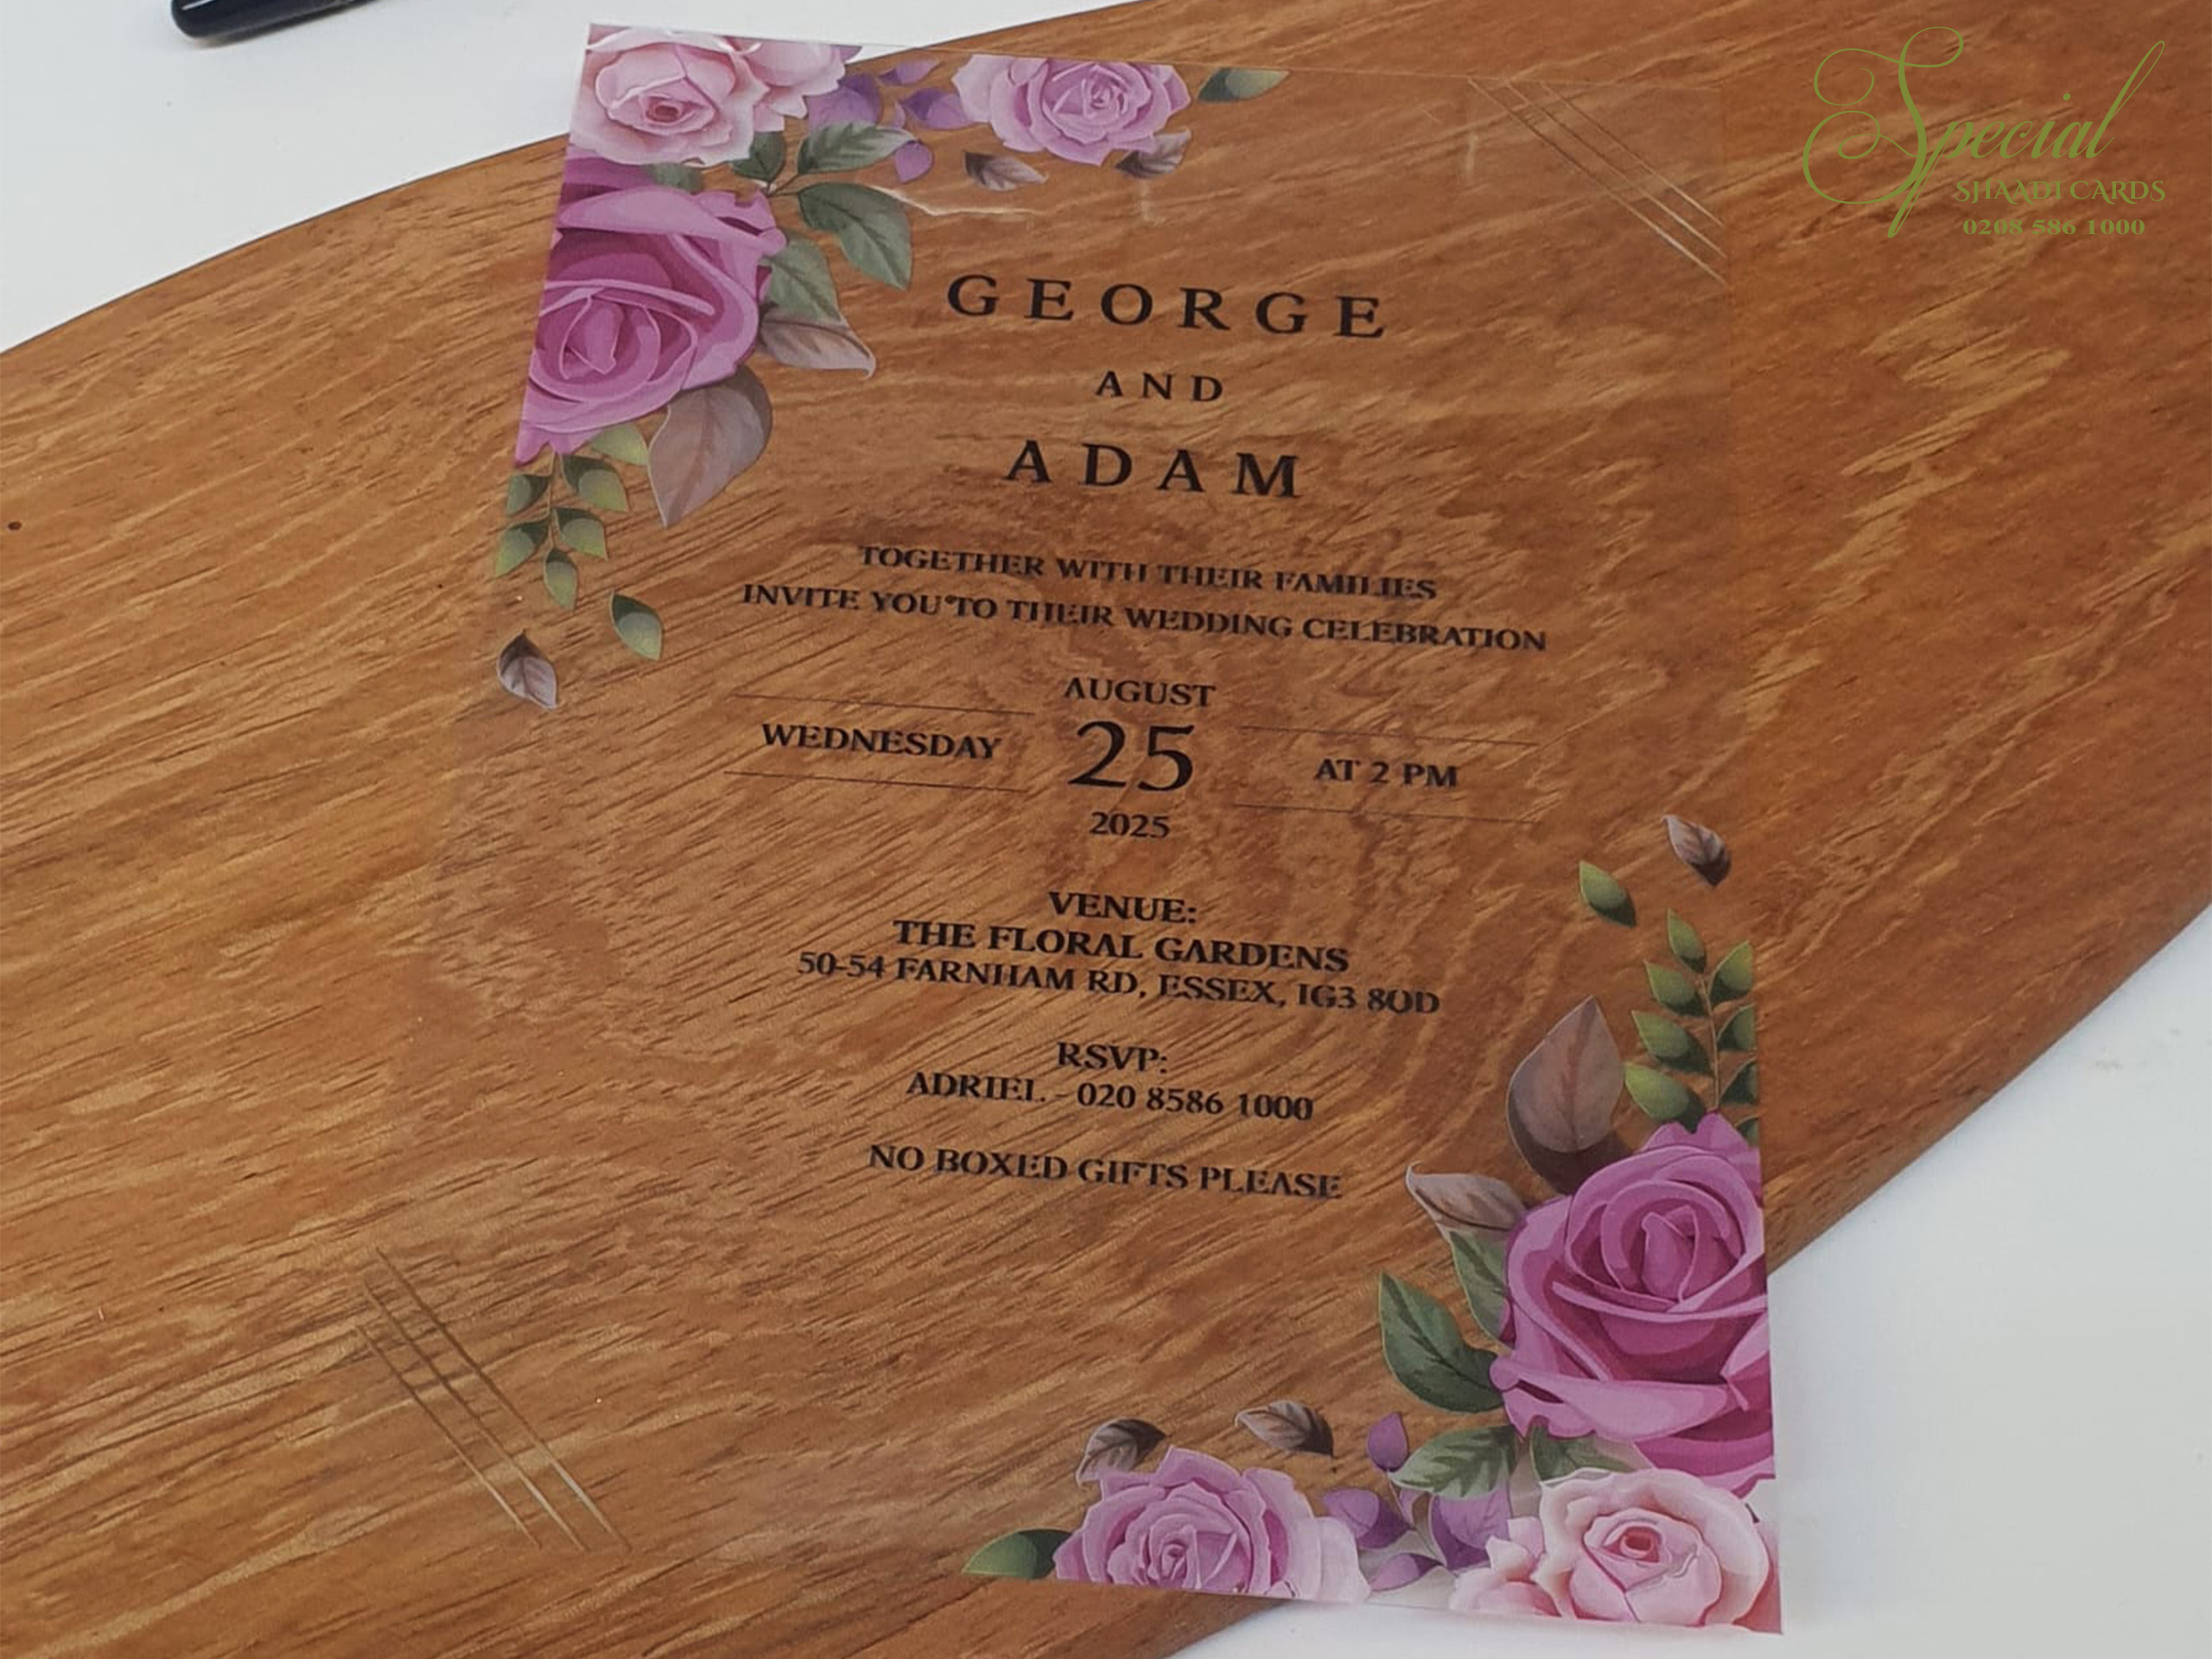 Special
SHAADI CARDS
0208 586 1000
GEORGE
AND
ADAM
TOGETHER WITH THEIR FAMILIES
INVITE YOU TO THEIR WEDDING CELEBRATION
AUGUST
WEDNESDAY 25 AT 2 PM
2025
VENUE:
THE FLORAL GARDENS
50-54 FARNHAM RD, ESSEX, IG3 8QD
RSVP:
ADRIEL - 020 8586 1000
NO BOXED GIFTS PLEASE